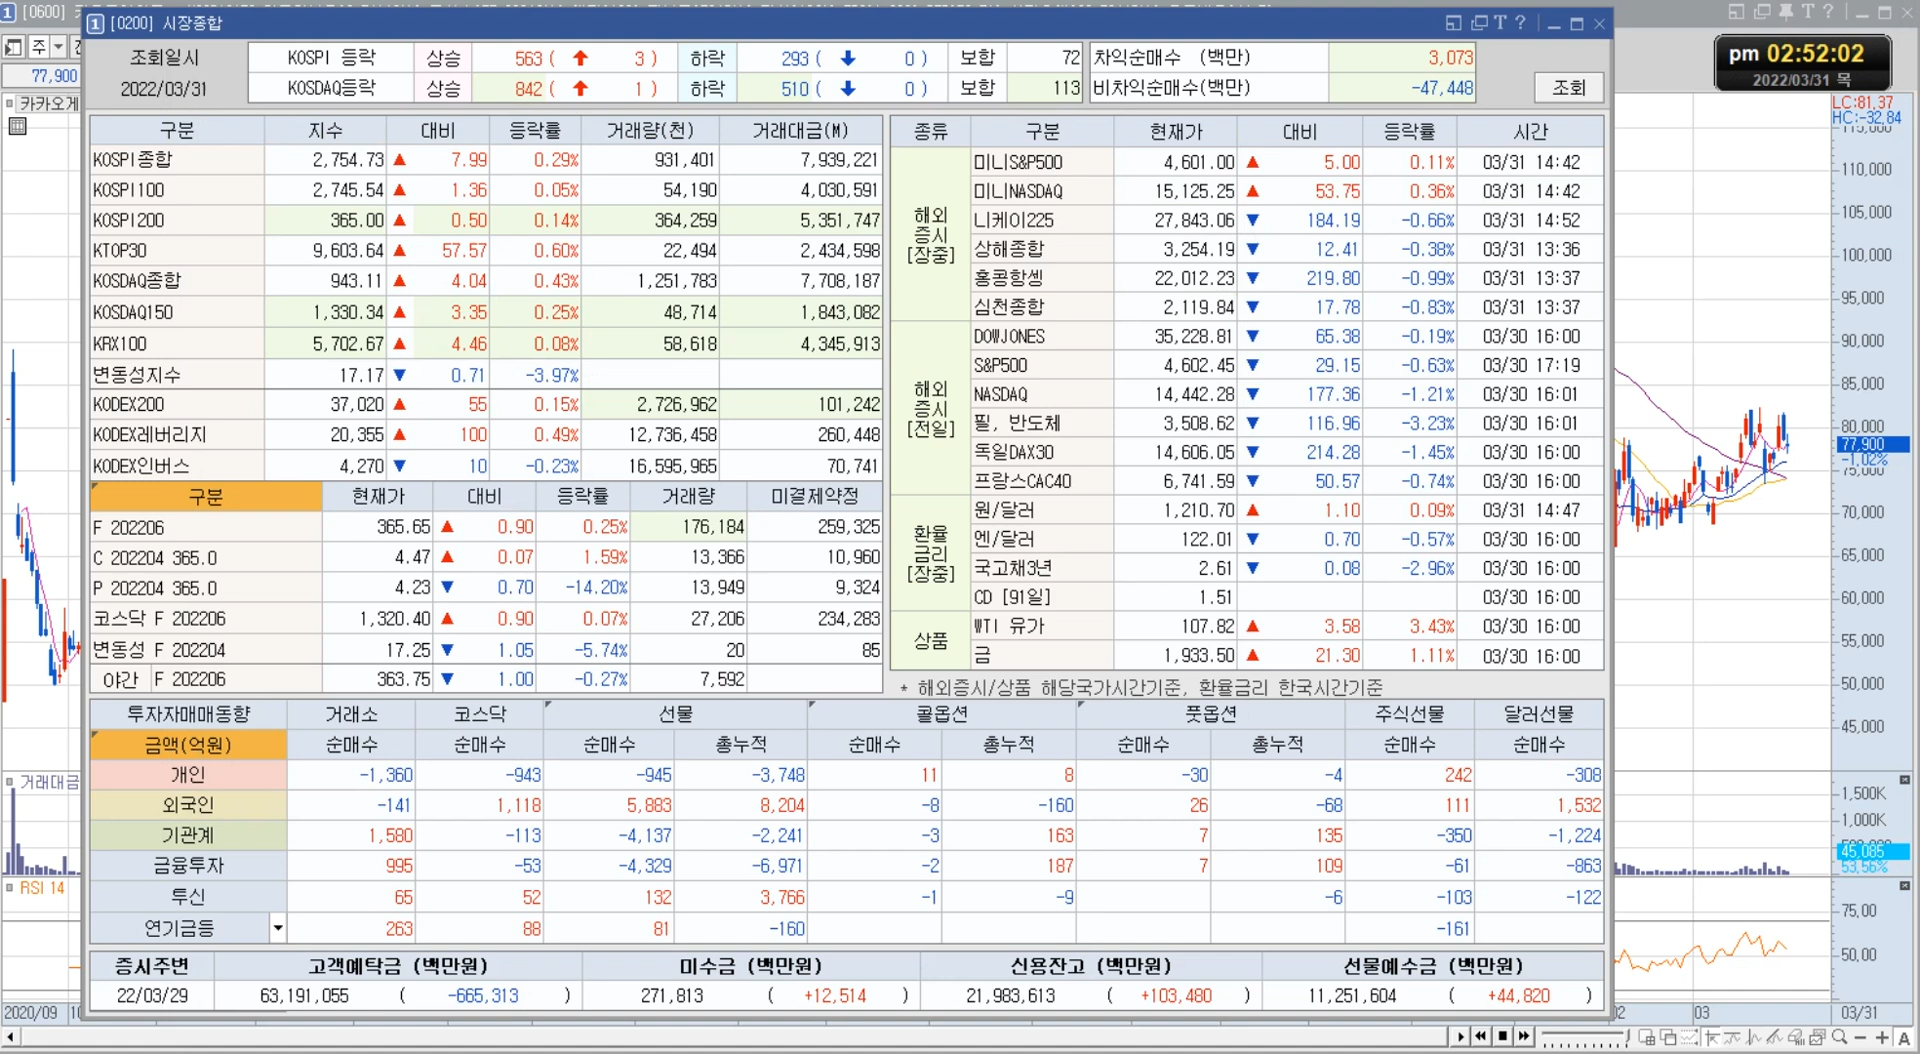 [0600]
[0200] 시장종합
pm 02:52:02
2022/03/31 목
주
77,900
카카오게
조회일시 KOSPI 등락 상승 563 ( 3 ) 하락 293 ( 0 ) 보합 72 차익순매수 (백만) 3,073
2022/03/31 KOSDAQ등락 상승 842 ( 1 ) 하락 510 ( 0 ) 보합 113 비차익순매수(백만) -47,448 조회
구분 지수 대비 등락률 거래량(천) 거래대금(M)
KOSPI종합 2,754.73 ▲ 7.99 0.29% 931,401 7,939,221
KOSPI100 2,745.54 ▲ 1.36 0.05% 54,190 4,030,591
KOSPI200 365.00 ▲ 0.50 0.14% 364,259 5,351,747
KTOP30 9,603.64 ▲ 57.57 0.60% 22,494 2,434,598
KOSDAQ종합 943.11 ▲ 4.04 0.43% 1,251,783 7,708,187
KOSDAQ150 1,330.34 ▲ 3.35 0.25% 48,714 1,843,082
KRX100 5,702.67 ▲ 4.46 0.08% 58,618 4,345,913
변동성지수 17.17 ▼ 0.71 -3.97%
KODEX200 37,020 ▲ 55 0.15% 2,726,962 101,242
KODEX레버리지 20,355 ▲ 100 0.49% 12,736,458 260,448
KODEX인버스 4,270 ▼ 10 -0.23% 16,595,965 70,741
구분 현재가 대비 등락률 거래량 미결제약정
F 202206 365.65 ▲ 0.90 0.25% 176,184 259,325
C 202204 365.0 4.47 ▲ 0.07 1.59% 13,366 10,960
P 202204 365.0 4.23 ▼ 0.70 -14.20% 13,949 9,324
코스닥 F 202206 1,320.40 ▲ 0.90 0.07% 27,206 234,283
변동성 F 202204 17.25 ▼ 1.05 -5.74% 20 85
야간 F 202206 363.75 ▼ 1.00 -0.27% 7,592
종류 구분 현재가 대비 등락률 시간
해외 증시 [장중]
미니S&P500 4,601.00 ▲ 5.00 0.11% 03/31 14:42
미니NASDAQ 15,125.25 ▲ 53.75 0.36% 03/31 14:42
니케이225 27,843.06 ▼ 184.19 -0.66% 03/31 14:52
상해종합 3,254.19 ▼ 12.41 -0.38% 03/31 13:36
홍콩항셍 22,012.23 ▼ 219.80 -0.99% 03/31 13:37
심천종합 2,119.84 ▼ 17.78 -0.83% 03/31 13:37
해외 증시 [전일]
DOWJONES 35,228.81 ▼ 65.38 -0.19% 03/30 16:00
S&P500 4,602.45 ▼ 29.15 -0.63% 03/30 17:19
NASDAQ 14,442.28 ▼ 177.36 -1.21% 03/30 16:01
필, 반도체 3,508.62 ▼ 116.96 -3.23% 03/30 16:01
독일DAX30 14,606.05 ▼ 214.28 -1.45% 03/30 16:00
프랑스CAC40 6,741.59 ▼ 50.57 -0.74% 03/30 16:00
환율 금리 [장중]
원/달러 1,210.70 ▲ 1.10 0.09% 03/31 14:47
엔/달러 122.01 ▼ 0.70 -0.57% 03/30 16:00
국고채3년 2.61 ▼ 0.08 -2.96% 03/30 16:00
CD [91일] 1.51 03/30 16:00
상품
WTI 유가 107.82 ▲ 3.58 3.43% 03/30 16:00
금 1,933.50 ▲ 21.30 1.11% 03/30 16:00
* 해외증시/상품 해당국가시간기준, 환율금리 한국시간기준
투자자매매동향 거래소 코스닥 선물 콜옵션 풋옵션 주식선물 달러선물
금액(억원) 순매수 순매수 순매수 총누적 순매수 총누적 순매수 총누적 순매수 순매수
개인 -1,360 -943 -945 -3,748 11 8 -30 -4 242 -308
외국인 -141 1,118 5,883 8,204 -8 -160 26 -68 111 1,532
기관계 1,580 -113 -4,137 -2,241 -3 163 7 135 -350 -1,224
금융투자 995 -53 -4,329 -6,971 -2 187 7 109 -61 -863
투신 65 52 132 3,766 -1 -9 -6 -103 -122
연기금등 263 88 81 -160 -161
증시주변 고객예탁금 (백만원) 미수금 (백만원) 신용잔고 (백만원) 선물예수금 (백만원)
22/03/29 63,191,055 ( -665,313 ) 271,813 ( +12,514 ) 21,983,613 ( +103,480 ) 11,251,604 ( +44,820 )
LC:81.37
HC:-32.84
115,000
110,000
105,000
100,000
95,000
90,000
85,000
80,000
77,900
-1.02%
75,000
70,000
65,000
60,000
55,000
50,000
45,000
거래대금
1,500K
1,000K
45,085
53.56%
RSI 14
75.00
50.00
2020/09
03
03/31